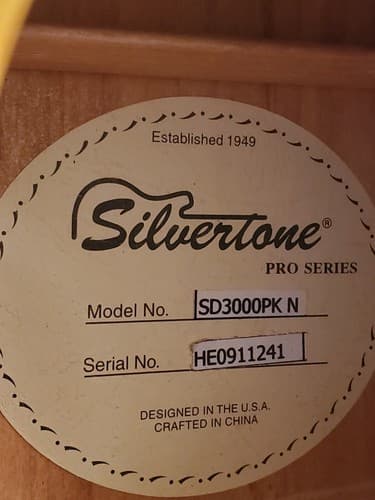 Established 1949
Silvertone®
PRO SERIES
Model No. SD3000PK N
Serial No. HE0911241
DESIGNED IN THE U.S.A.
CRAFTED IN CHINA